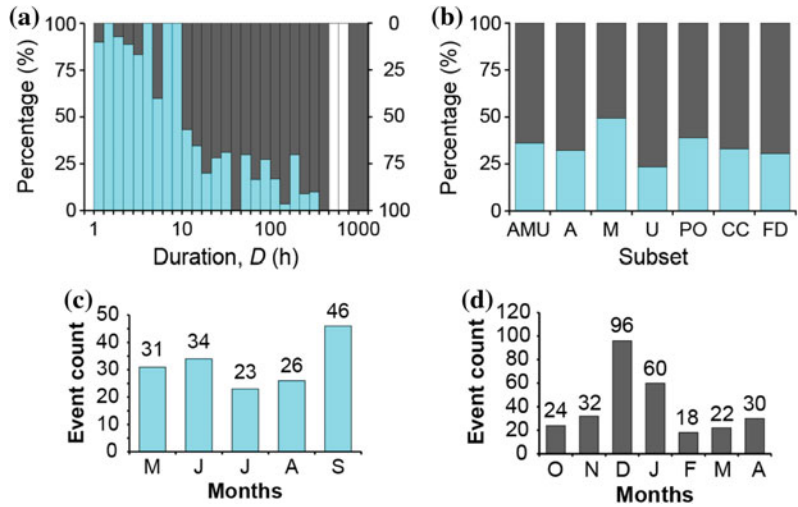 (a)
Percentage (%)
100
75
50
25
0
0
25
50
75
100
1
10
100
1000
Duration, D (h)
(b)
Percentage (%)
100
75
50
25
0
AMU A M U PO CC FD
Subset
(c)
Event count
50
40
30
20
10
0
31
34
23
26
46
M J J A S
Months
(d)
Event count
120
100
80
60
40
20
0
24
32
96
60
18
22
30
O N D J F M A
Months